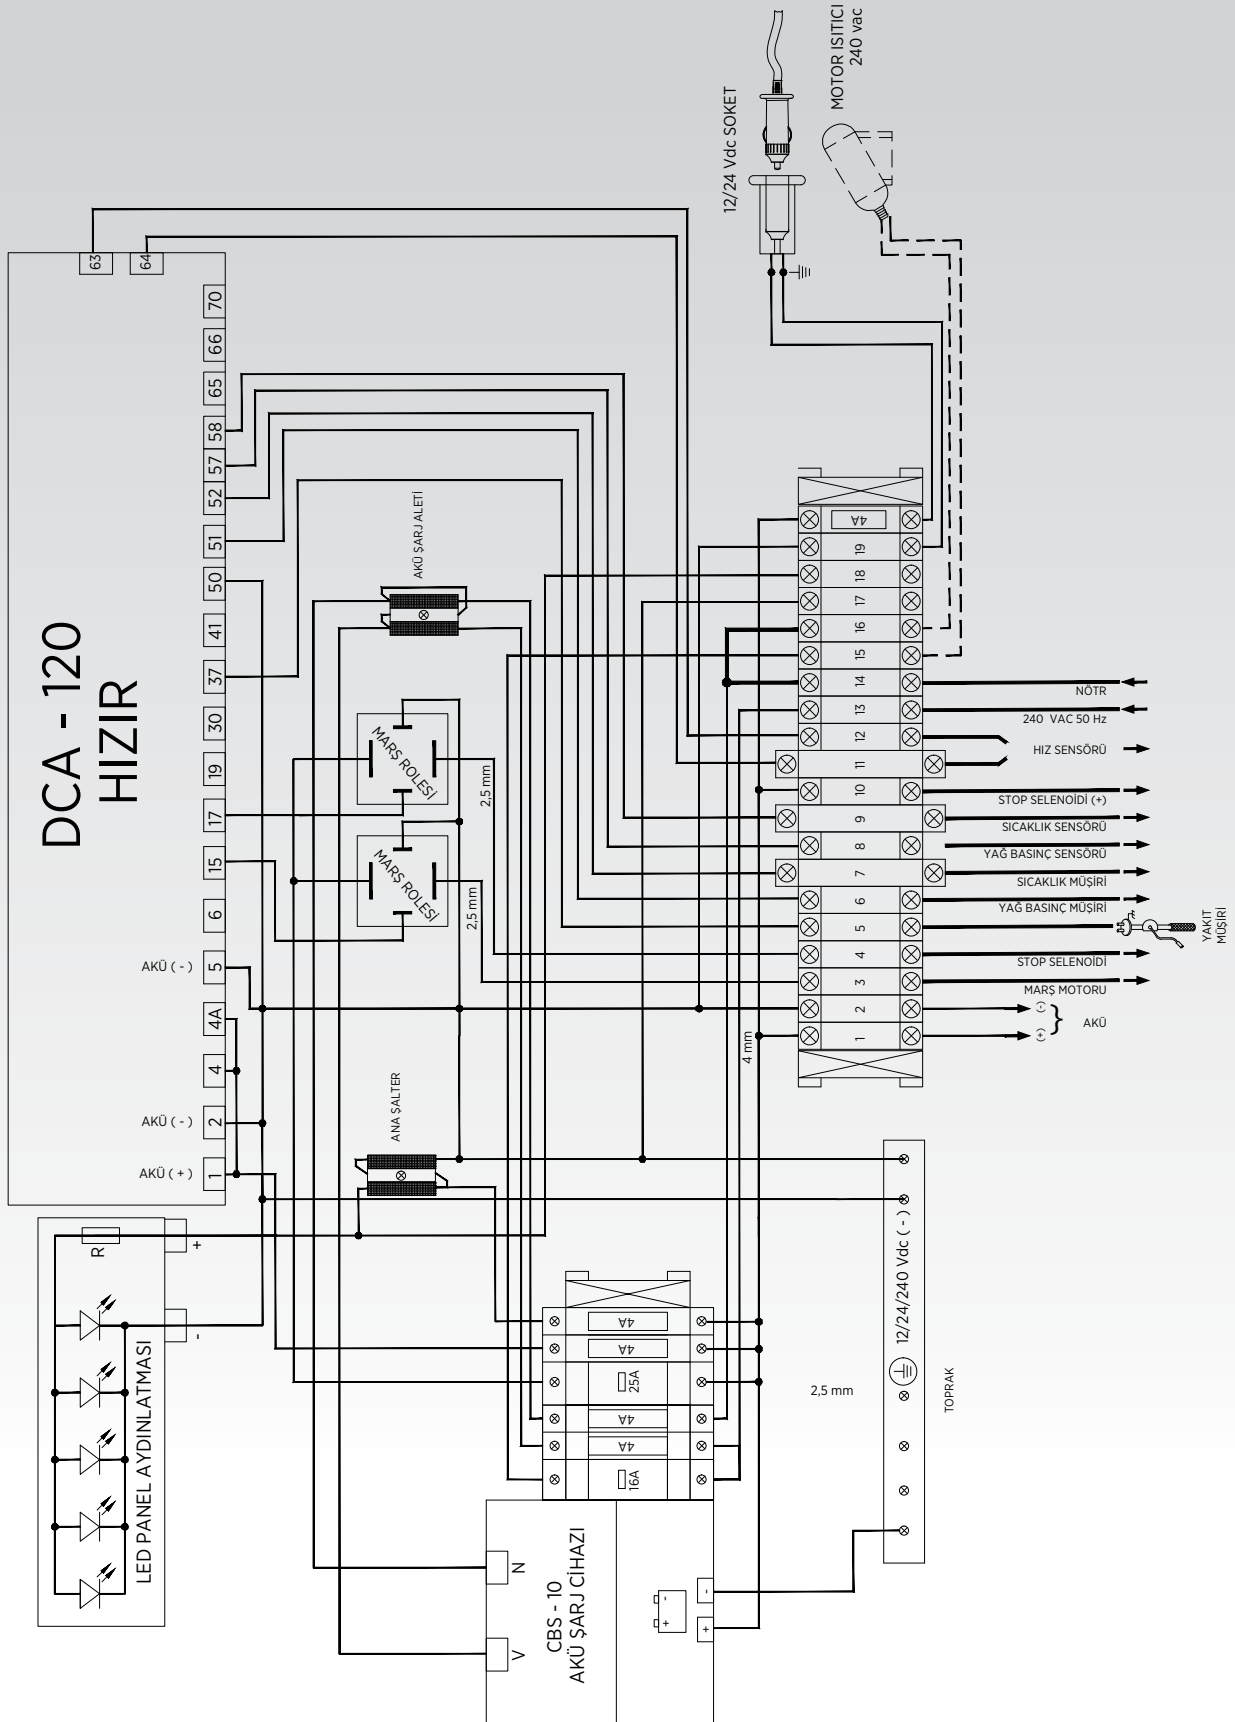 DCA - 120
HIZIR
63
64
70
66
65
58
57
52
51
50
41
37
30
19
17
15
6
5
4A
4
2
1
AKÜ ( - )
AKÜ ( - )
AKÜ ( + )
R
+
-
LED PANEL AYDINLATMASI
ANA ŞALTER
AKÜ ŞARJ ALETİ
MARŞ ROLESİ
MARŞ ROLESİ
2,5 mm
2,5 mm
12/24 Vdc SOKET
MOTOR ISITICI
240 vac
4A
19
18
17
16
15
14
13
12
11
10
9
8
7
6
5
4
3
2
1
NÖTR
240 VAC 50 Hz
HIZ SENSÖRÜ
STOP SELENOİDİ (+)
SICAKLIK SENSÖRÜ
YAĞ BASINÇ SENSÖRÜ
SICAKLIK MÜŞİRİ
YAĞ BASINÇ MÜŞİRİ
YAKIT
MÜŞİRİ
STOP SELENOİDİ
MARŞ MOTORU
(-)
(+)
AKÜ
4 mm
4A
4A
25A
4A
4A
16A
N
V
CBS - 10
AKÜ ŞARJ CİHAZI
+ -
+
-
12/24/240 Vdc ( - )
2,5 mm
TOPRAK